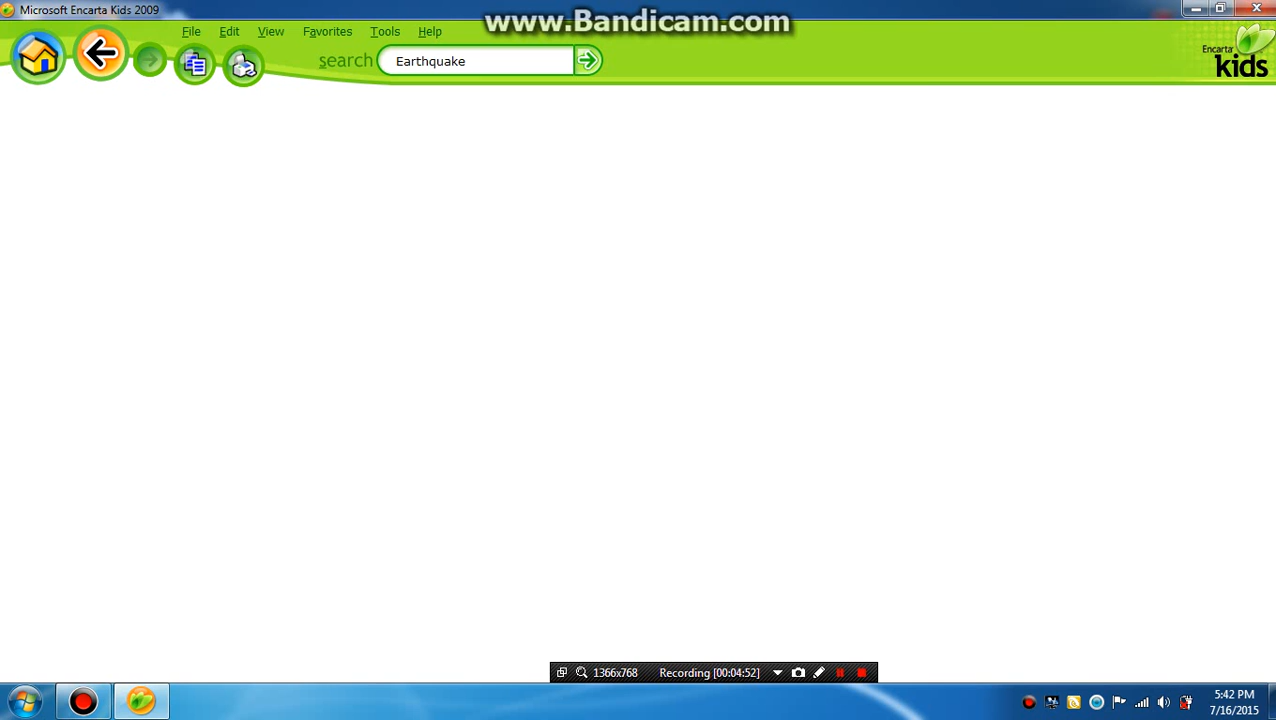 Microsoft Encarta Kids 2009
www.Bandicam.com
File Edit View Favorites Tools Help
search Earthquake
Encarta
kids
1366x768 Recording [00:04:52]
5:42 PM
7/16/2015